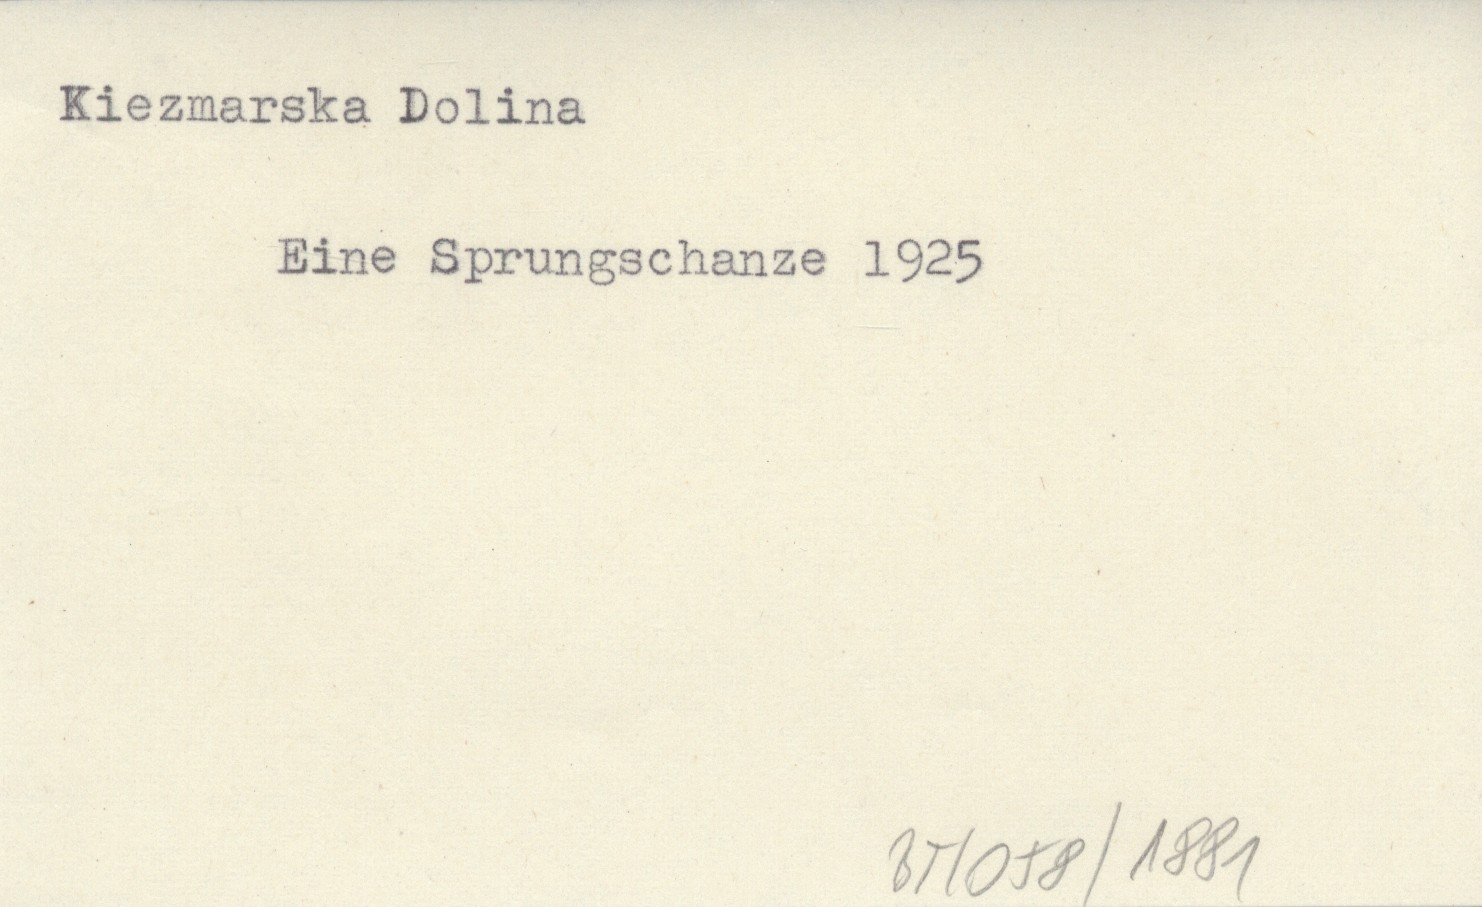 Kiezmarska Dolina
Eine Sprungschanze 1925
BT/058/1881